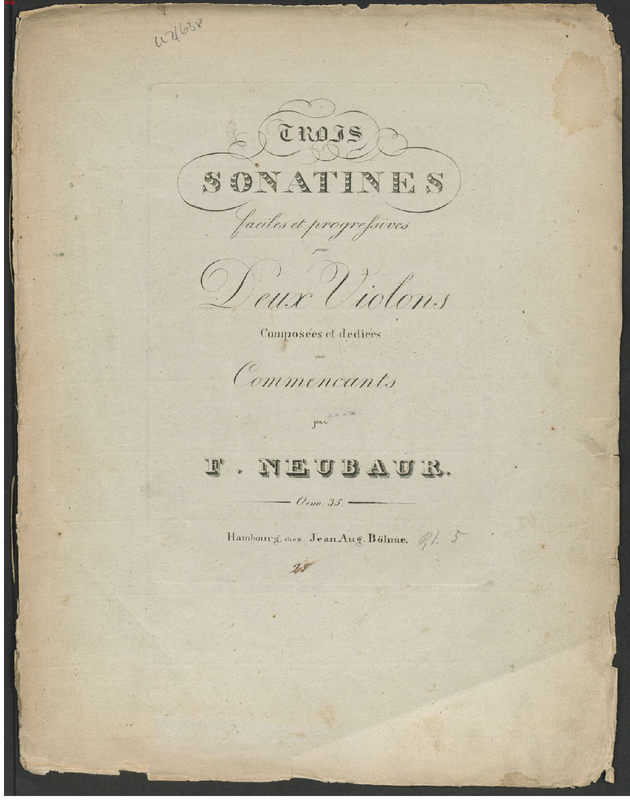 TROIS
SONATINES
faciles et progressives
pour
Deux Violons
Composées et dediées
aux
Commencants
par
F. NEUBAUR.
Oeuv: 35.
Hambourg, chez Jean Aug. Böhme.